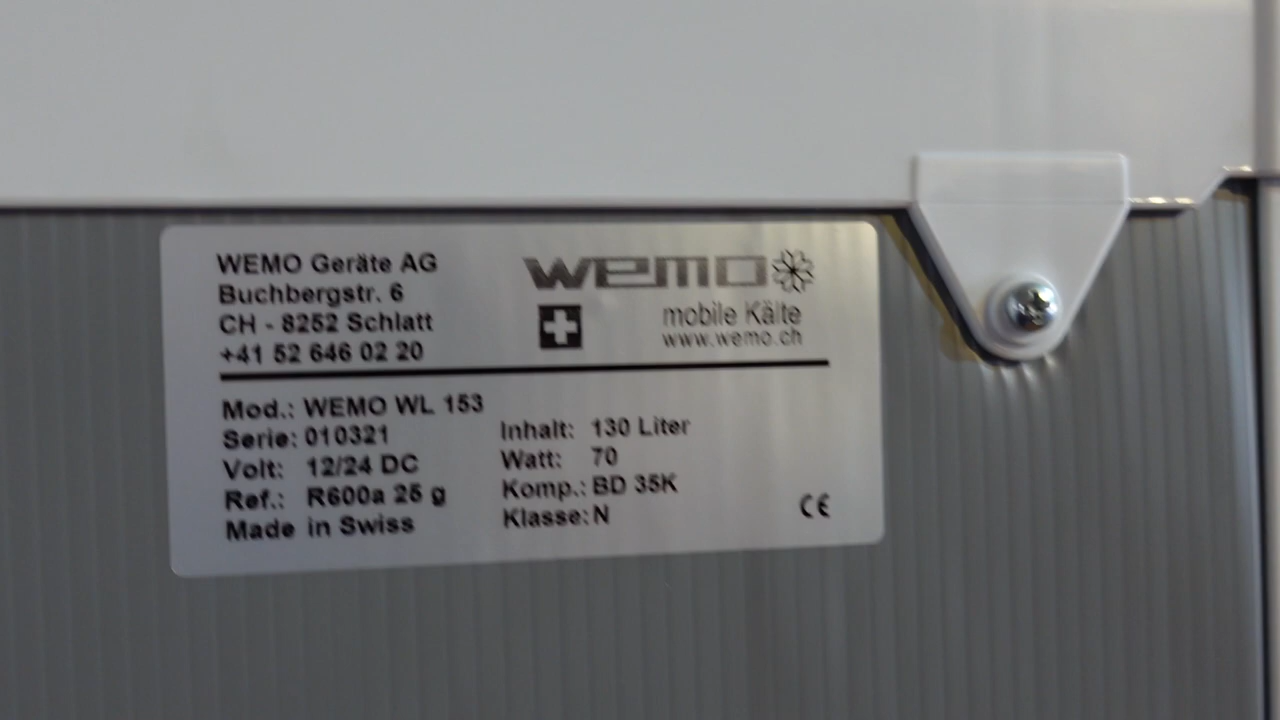 WEMO Geräte AG
Buchbergstr. 6
CH - 8252 Schlatt
+41 52 646 02 20
wemo
mobile Kälte
www.wemo.ch
Mod.: WEMO WL 153
Serie: 010321
Volt: 12/24 DC
Ref.: R600a 25 g
Made in Swiss
Inhalt: 130 Liter
Watt: 70
Komp.: BD 35K
Klasse: N
CE